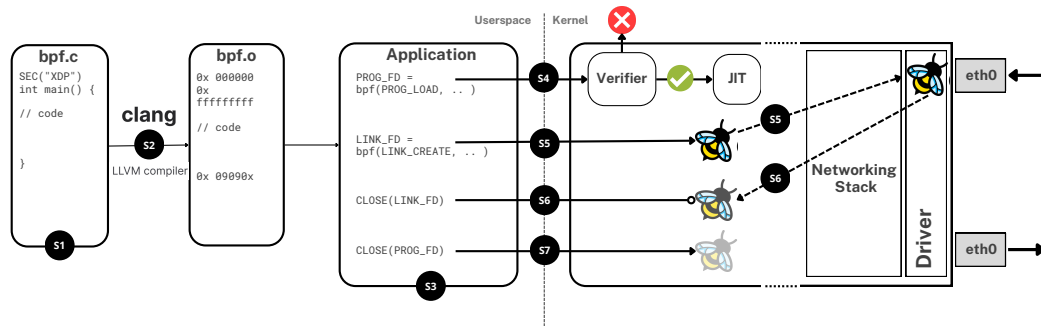 Userspace
Kernel
bpf.c
SEC("XDP")
int main() {
// code
}
S1
clang
S2
LLVM compiler
bpf.o
0x 000000
0x
fffffffff
// code
0x 09090x
Application
PROG_FD =
bpf(PROG_LOAD, .. )
LINK_FD =
bpf(LINK_CREATE, .. )
CLOSE(LINK_FD)
CLOSE(PROG_FD)
S3
S4
S5
S6
S7
Verifier
JIT
S5
S6
Networking
Stack
Driver
eth0
eth0